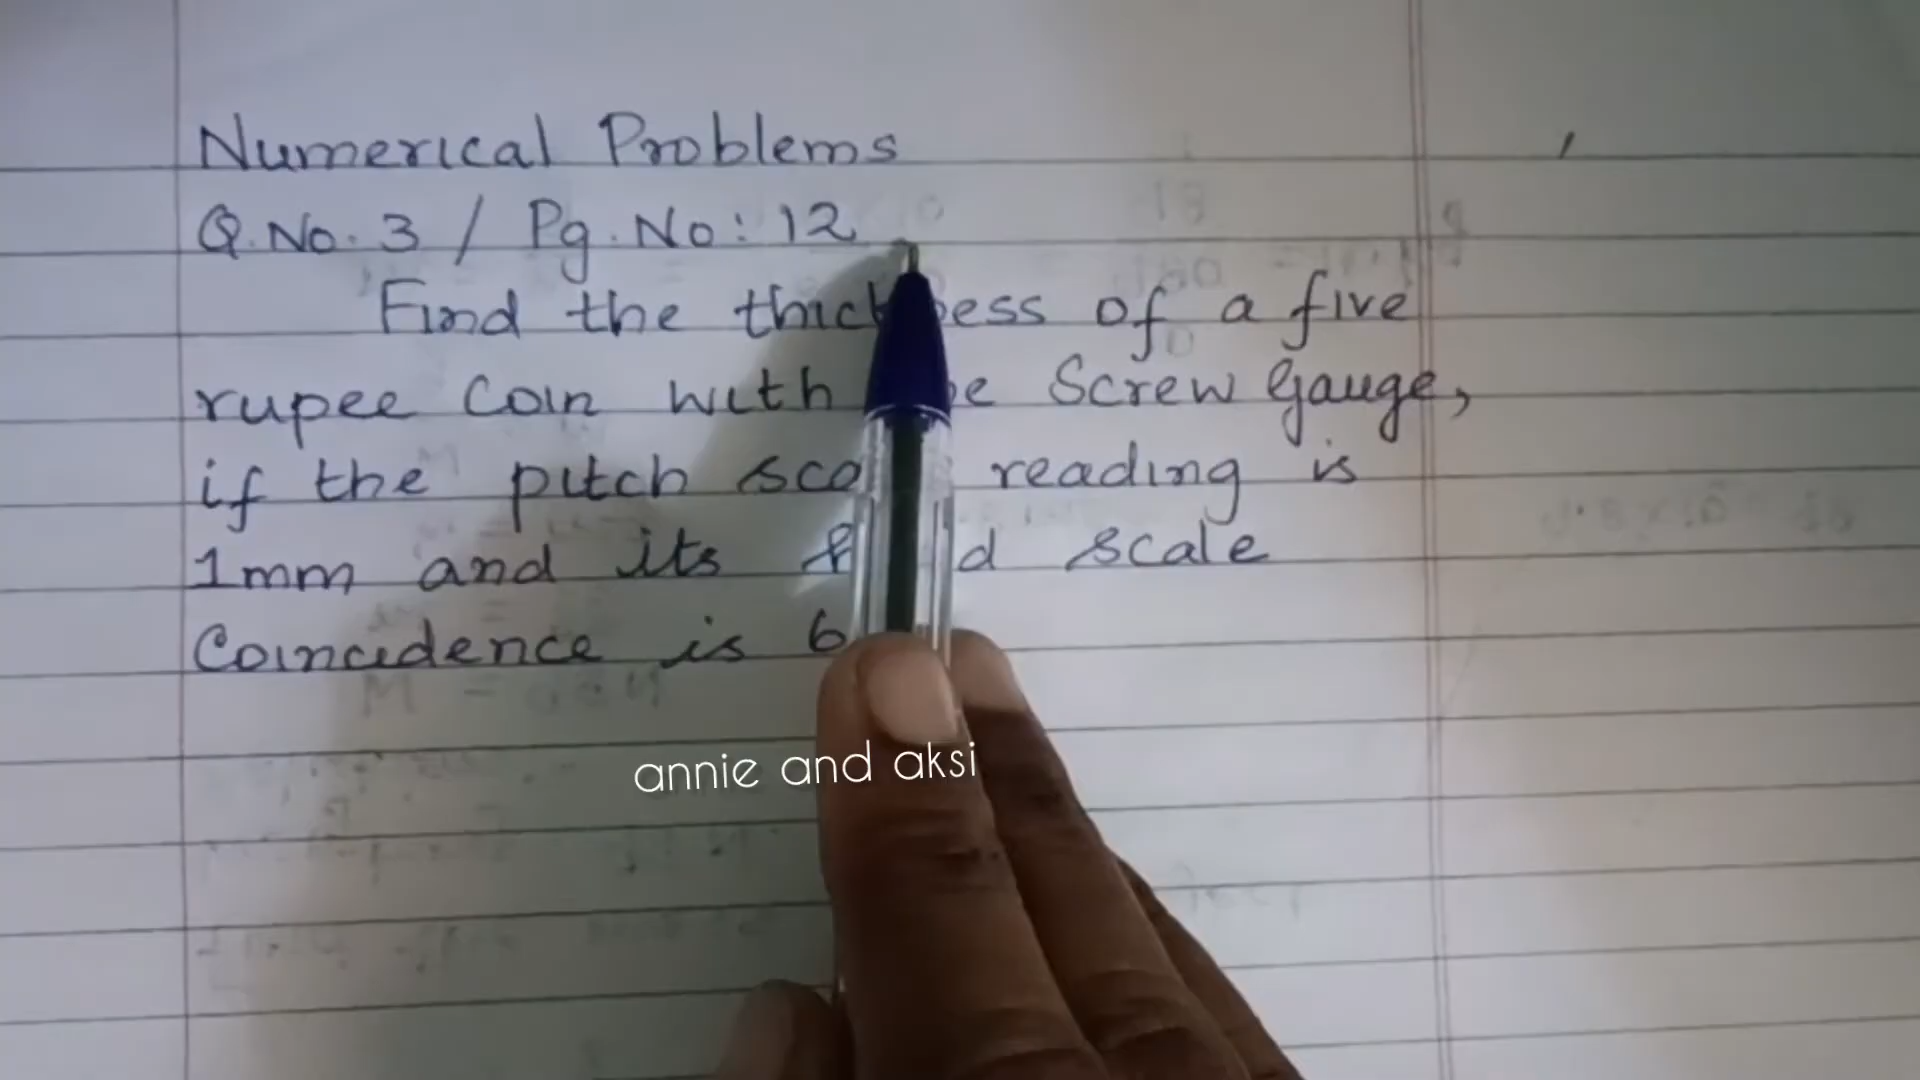 Numerical Problems
Q.No.3 / Pg.No:12
Find the of a five
rupee coin with Screw Gauge,
if the pitch reading is
1mm and its scale
Coincidence is
annie and aksi